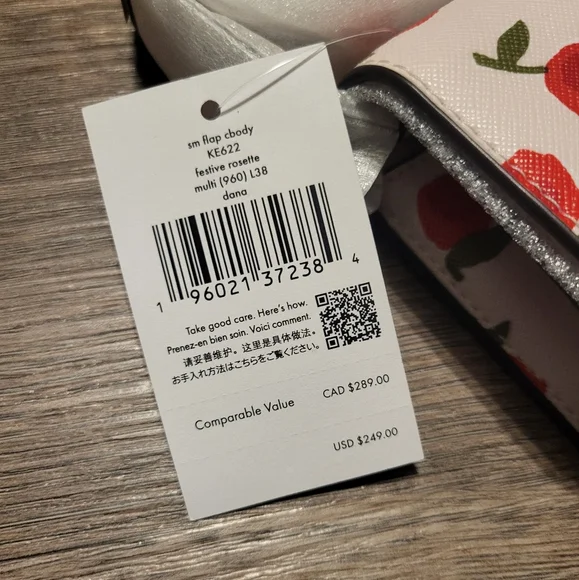 sm flap cbody
KE622
festive rosette
multi (960) L38
dana
1 96021 37238 4
Take good care. Here's how.
Prenez-en bien soin. Voici comment.
请妥善维护。这里是具体做法。
お手入れ方法はこちらをご覧ください。
Comparable Value CAD $289.00
USD $249.00